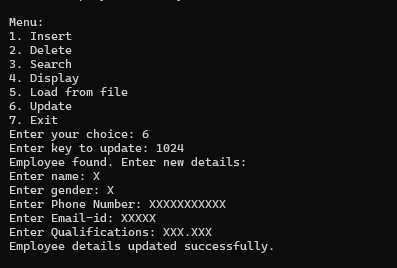 Menu:
1. Insert
2. Delete
3. Search
4. Display
5. Load from file
6. Update
7. Exit
Enter your choice: 6
Enter key to update: 1024
Employee found. Enter new details:
Enter name: X
Enter gender: X
Enter Phone Number: XXXXXXXXXXX
Enter Email-id: XXXXX
Enter Qualifications: XXX.XXX
Employee details updated successfully.